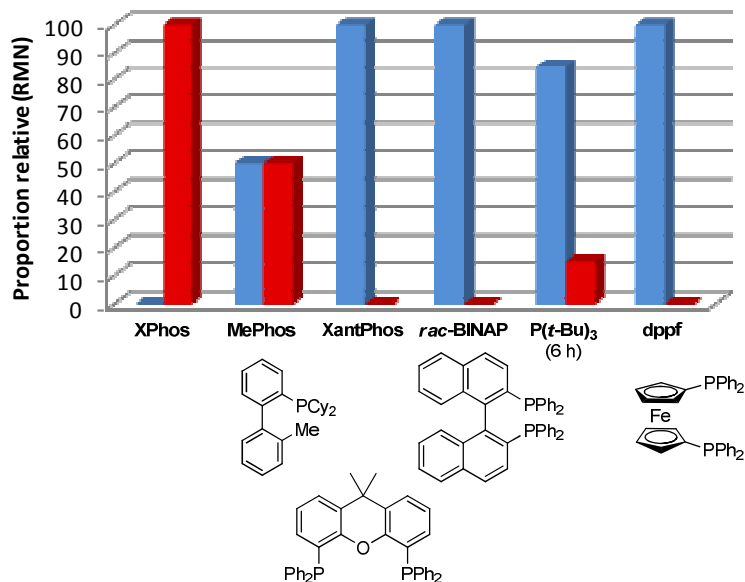 Proportion relative (RMN)
100
90
80
70
60
50
40
30
20
10
0
XPhos MePhos XantPhos rac-BINAP P(t-Bu)₃ dppf
(6 h)
PCy₂
Me
PPh₂
PPh₂
PPh₂
Fe
PPh₂
O
Ph₂P PPh₂